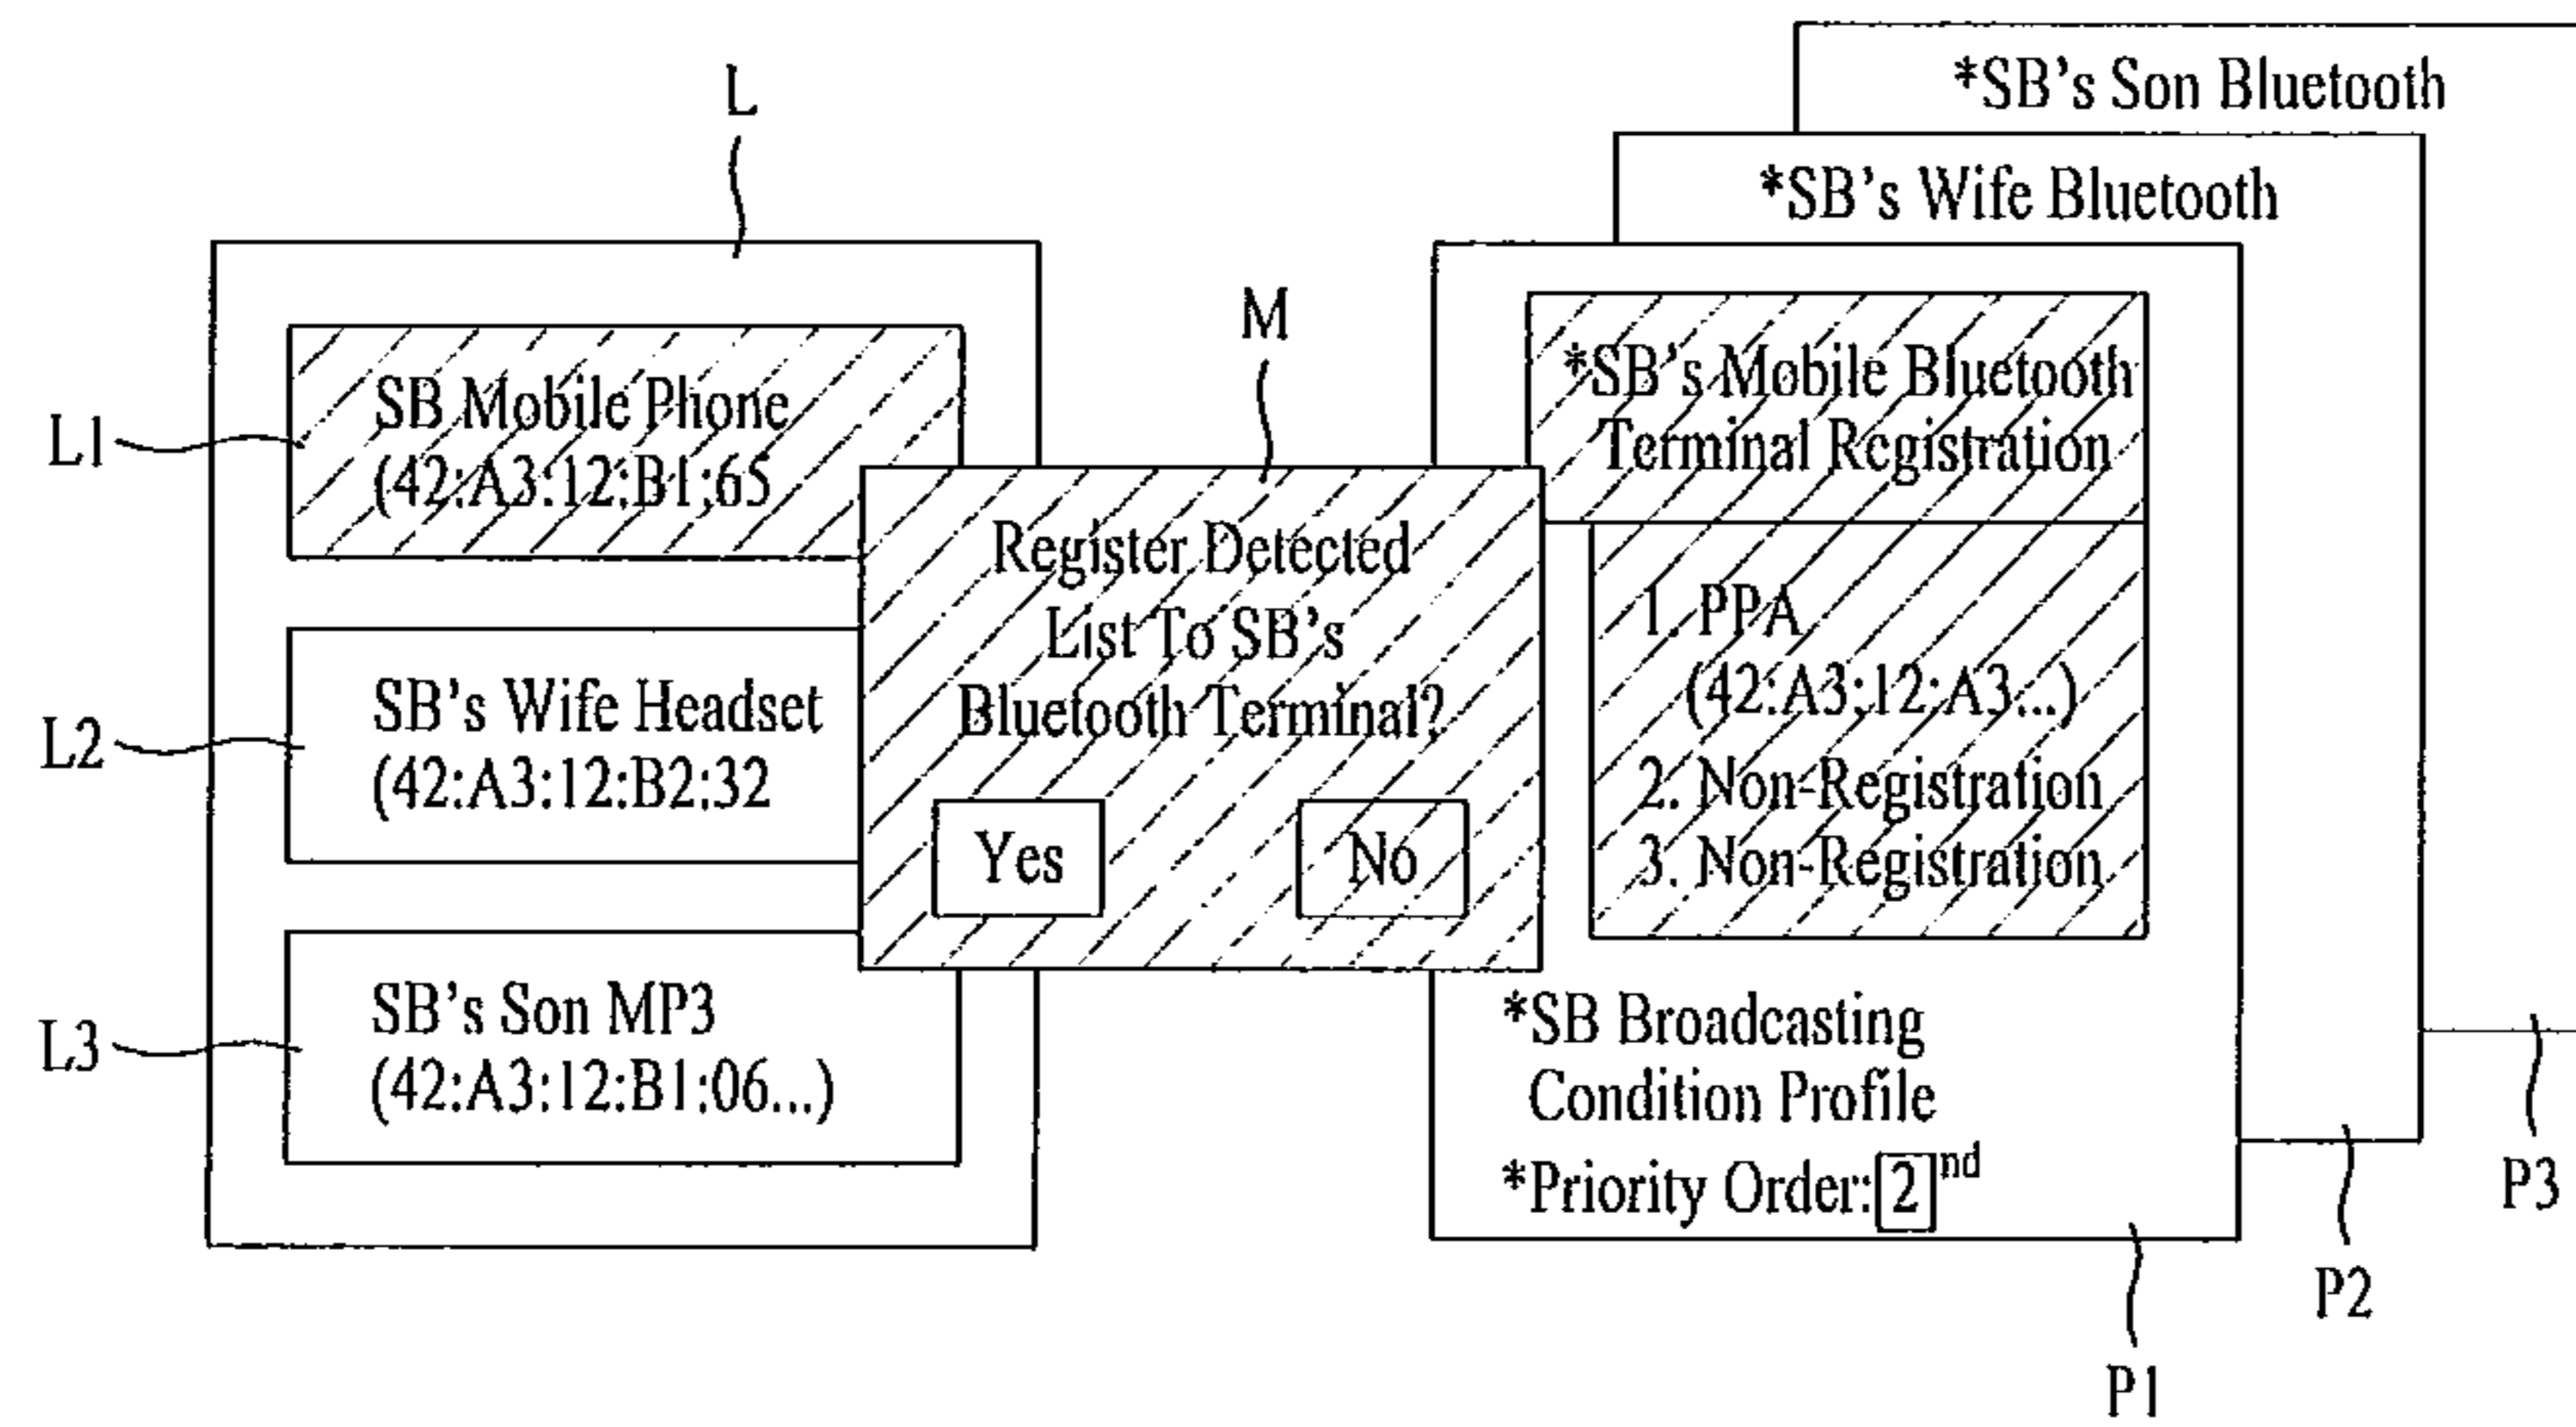 L
L1
SB Mobile Phone
(42:A3:12:B1:65
L2
SB's Wife Headset
(42:A3:12:B2:32
L3
SB's Son MP3
(42:A3:12:B1:06...)
M
Register Detected
List To SB's
Bluetooth Terminal?
Yes
No
*SB's Son Bluetooth
*SB's Wife Bluetooth
*SB's Mobile Bluetooth
Terminal Registration
1. PPA
(42:A3:12:A3...)
2. Non-Registration
3. Non-Registration
*SB Broadcasting
Condition Profile
*Priority Order: 2nd
P3
P2
P1